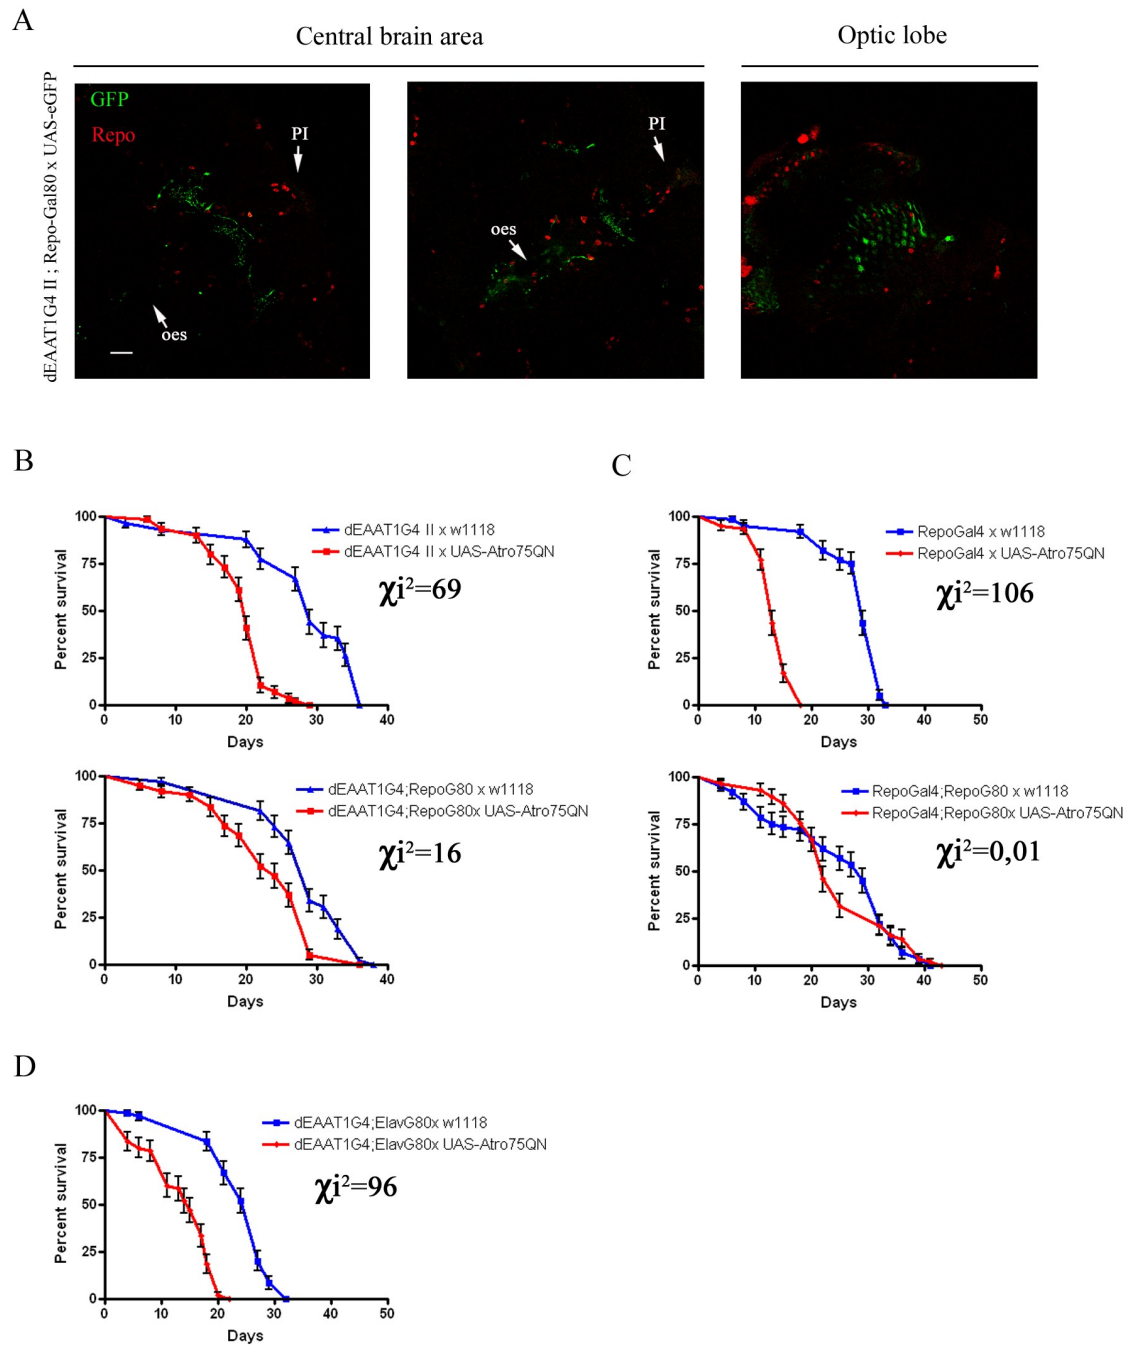 A
Central brain area
Optic lobe
dEAAT1G4 II ; Repo-Gal80 x UAS-eGFP
GFP
Repo
PI
oes
PI
oes
B
100
75
50
25
0
Percent survival
0 10 20 30 40
Days
dEAAT1G4 II x w1118
dEAAT1G4 II x UAS-Atro75QN
χi²=69
100
75
50
25
0
Percent survival
0 10 20 30 40
Days
dEAAT1G4;RepoG80 x w1118
dEAAT1G4;RepoG80x UAS-Atro75QN
χi²=16
C
100
75
50
25
0
Percent survival
0 10 20 30 40 50
Days
RepoGal4 x w1118
RepoGal4 x UAS-Atro75QN
χi²=106
100
75
50
25
0
Percent survival
0 10 20 30 40 50
Days
RepoGal4;RepoG80 x w1118
RepoGal4;RepoG80x UAS-Atro75QN
χi²=0,01
D
100
75
50
25
0
Percent survival
0 10 20 30 40 50
Days
dEAAT1G4;ElavG80x w1118
dEAAT1G4;ElavG80x UAS-Atro75QN
χi²=96